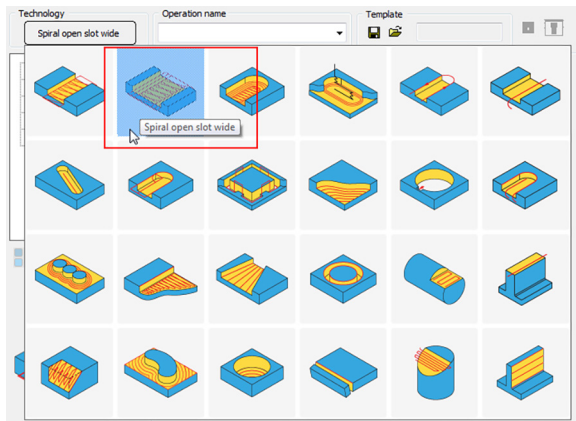 Technology
Operation name
Template
Spiral open slot wide
Spiral open slot wide